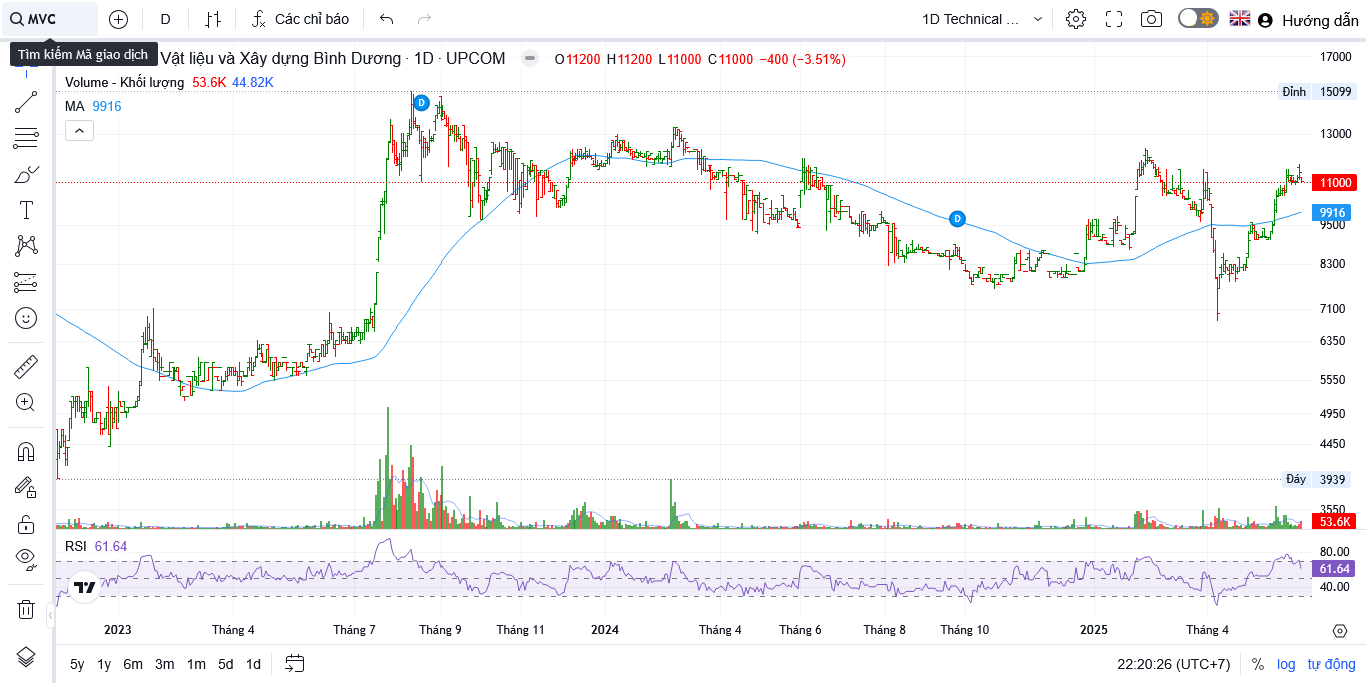 MVC
D
Các chỉ báo
1D Technical ...
Hướng dẫn
Tìm kiếm Mã giao dịch
Vật liệu và Xây dựng Bình Dương · 1D · UPCOM
O11200 H11200 L11000 C11000 −400 (−3.51%)
Volume - Khối lượng 53.6K 44.82K
MA 9916
D
D
17000
Đỉnh 15099
13000
11000
9916
9500
8300
7100
6350
5550
4950
4450
Đáy 3939
3550
53.6K
RSI 61.64
80.00
61.64
40.00
2023 Tháng 4 Tháng 7 Tháng 9 Tháng 11 2024 Tháng 4 Tháng 6 Tháng 8 Tháng 10 2025 Tháng 4
5y 1y 6m 3m 1m 5d 1d
22:20:26 (UTC+7) % log tự động